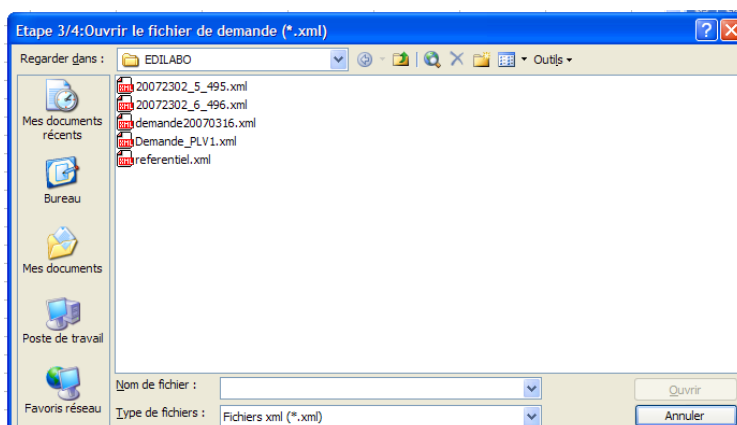 Etape 3/4:Ouvrir le fichier de demande (*.xml)
Regarder dans :
EDILABO
Outils
20072302_5_495.xml
20072302_6_496.xml
demande20070316.xml
Demande_PLV1.xml
referentiel.xml
Mes documents
récents
Bureau
Mes documents
Poste de travail
Favoris réseau
Nom de fichier :
Ouvrir
Type de fichiers :
Fichiers xml (*.xml)
Annuler